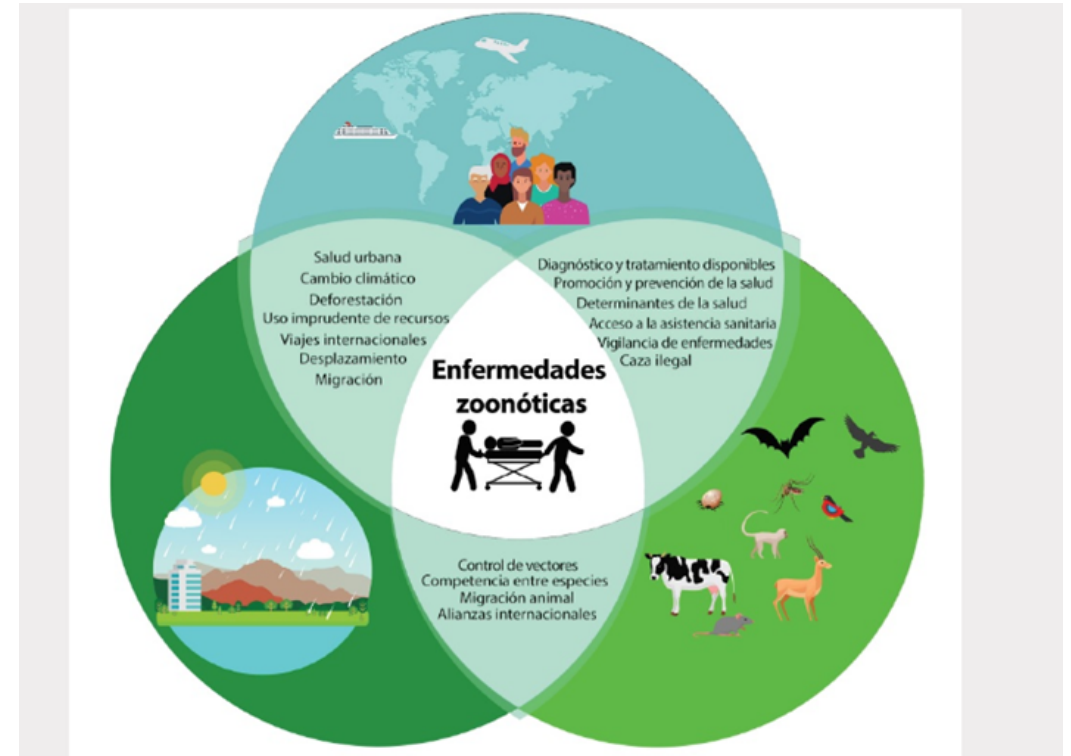 Salud urbana
Cambio climático
Deforestación
Uso imprudente de recursos
Viajes internacionales
Desplazamiento
Migración
Diagnóstico y tratamiento disponibles
Promoción y prevención de la salud
Determinantes de la salud
Acceso a la asistencia sanitaria
Vigilancia de enfermedades
Caza ilegal
Enfermedades
zoonóticas
Control de vectores
Competencia entre especies
Migración animal
Alianzas internacionales